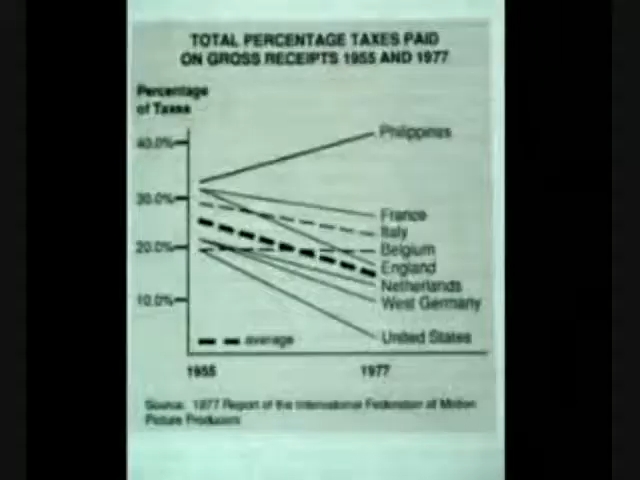 TOTAL PERCENTAGE TAXES PAID
ON GROSS RECEIPTS 1955 AND 1977
Percentage
of Taxes
40.0%
30.0%
20.0%
10.0%
Philippines
France
Italy
Belgium
England
Netherlands
West Germany
United States
average
1955
1977
Source: 1977 Report of the International Federation of Motion
Picture Producers